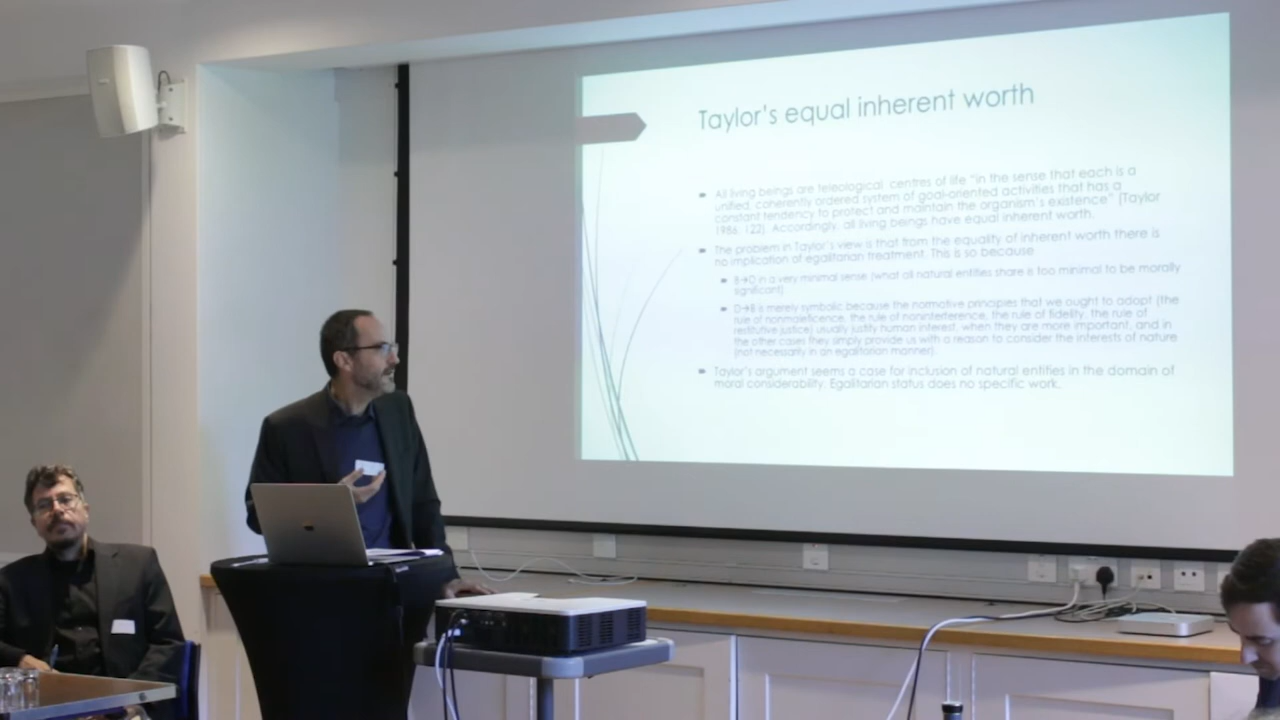 Taylor's equal inherent worth
All living beings are teleological centres of life "in the sense that each is a
unified, coherently ordered system of goal-oriented activities that has a
constant tendency to protect and maintain the organism's existence" (Taylor
1986, 122). Accordingly, all living beings have equal inherent worth.
The problem in Taylor's view is that from the equality of inherent worth there is
no implication of egalitarian treatment. This is so because
B→D in a very minimal sense (what all natural entities share is too minimal to be morally
significant)
D→B is merely symbolic because the normative principles that we ought to adopt (the
rule of nonmaleficence, the rule of noninterference, the rule of fidelity, the rule of
restitutive justice) usually justify human interest, when they are more important, and in
the other cases they simply provide us with a reason to consider the interests of nature
(not necessarily in an egalitarian manner).
Taylor's argument seems a case for inclusion of natural entities in the domain of
moral considerability. Egalitarian status does no specific work.